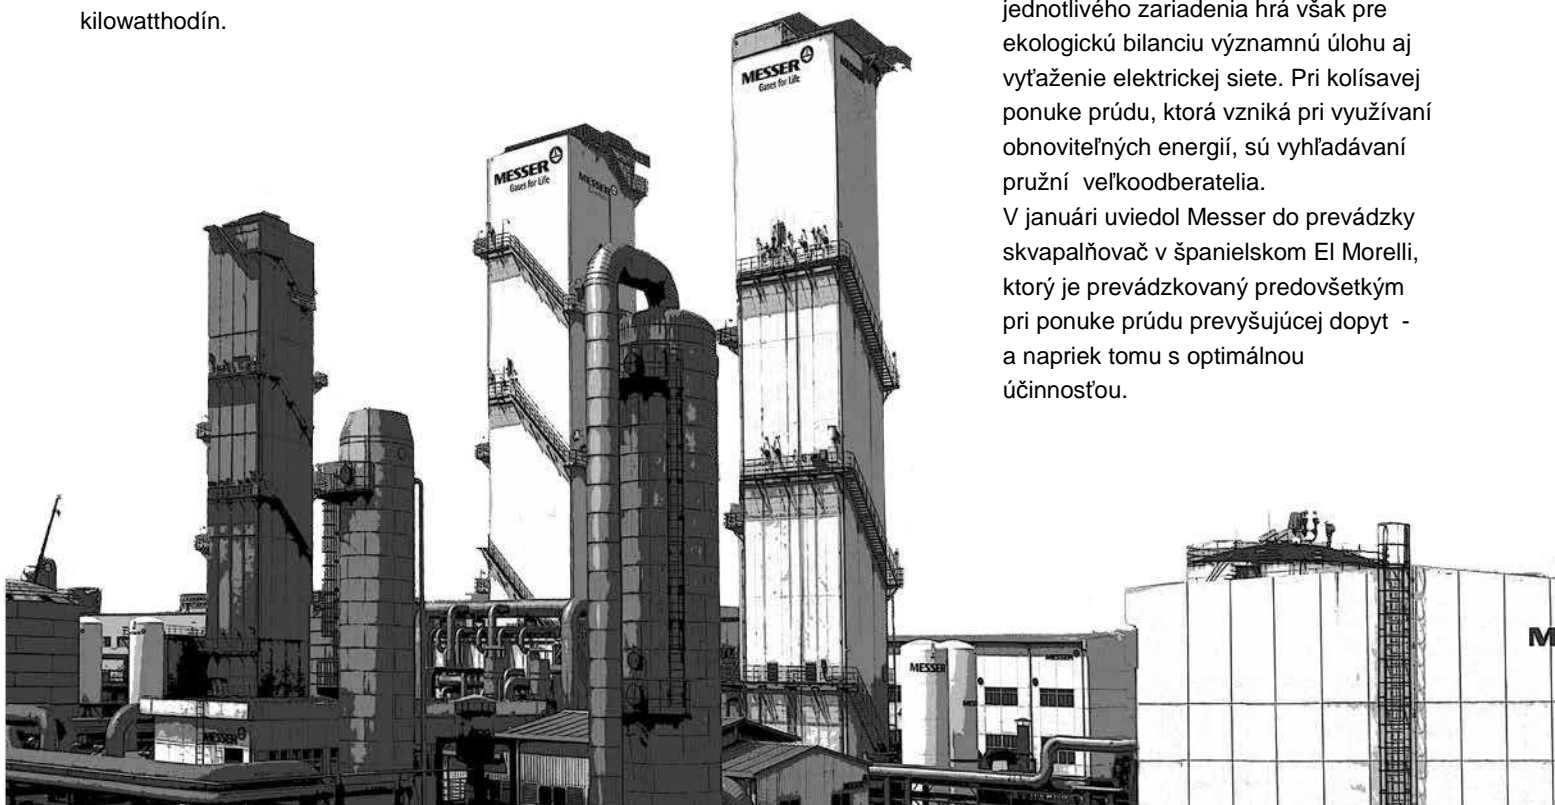 kilowatthodín.
jednotlivého zariadenia hrá však pre
ekologickú bilanciu významnú úlohu aj
vyťaženie elektrickej siete. Pri kolísavej
ponuke prúdu, ktorá vzniká pri využívaní
obnoviteľných energií, sú vyhľadávaní
pružní  veľkoodberatelia.
V januári uviedol Messer do prevádzky
skvapalňovač v španielskom El Morelli,
ktorý je prevádzkovaný predovšetkým
pri ponuke prúdu prevyšujúcej dopyt  -
a napriek tomu s optimálnou
účinnosťou.
MESSER
Gases for Life
MESSER
Gases for Life
MESSER
MESSER
MESSER
MESSER
M